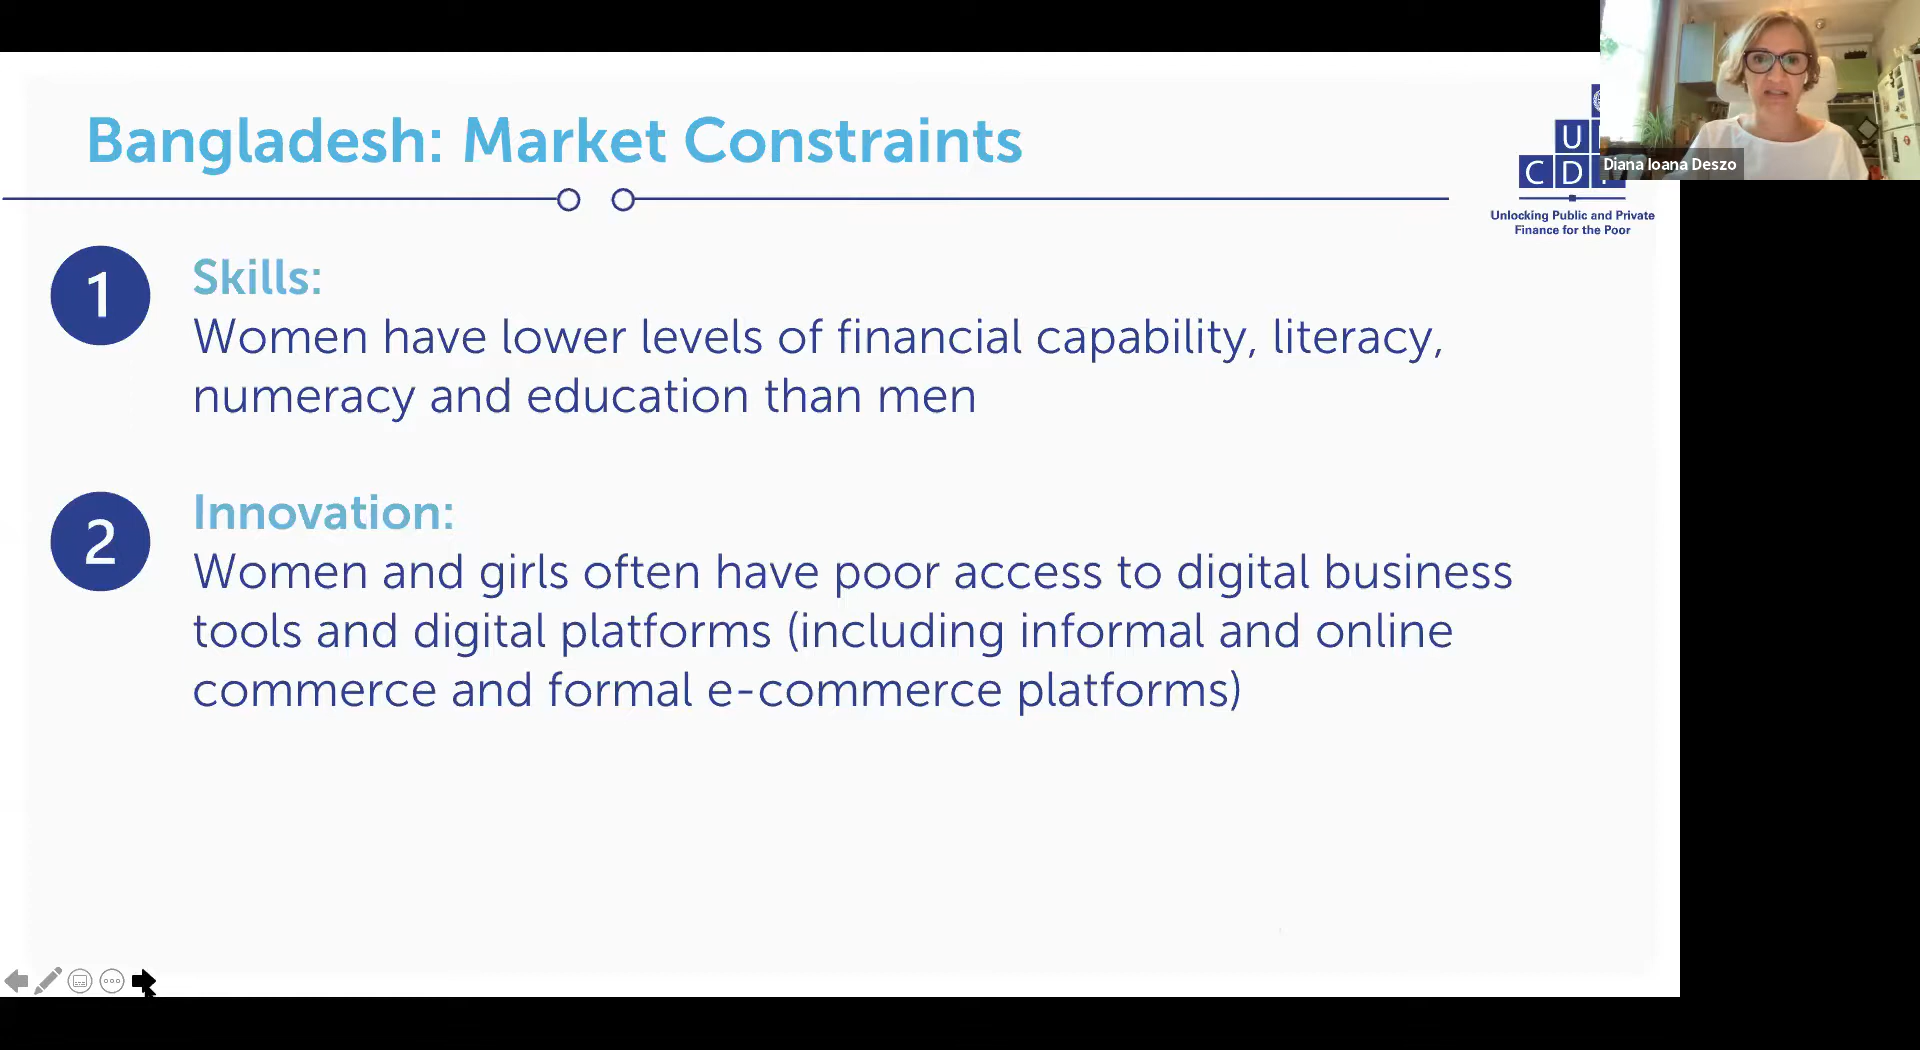 Bangladesh: Market Constraints
U
C D
Diana Ioana Deszo
Unlocking Public and Private
Finance for the Poor
1
Skills:
Women have lower levels of financial capability, literacy,
numeracy and education than men
2
Innovation:
Women and girls often have poor access to digital business
tools and digital platforms (including informal and online
commerce and formal e-commerce platforms)